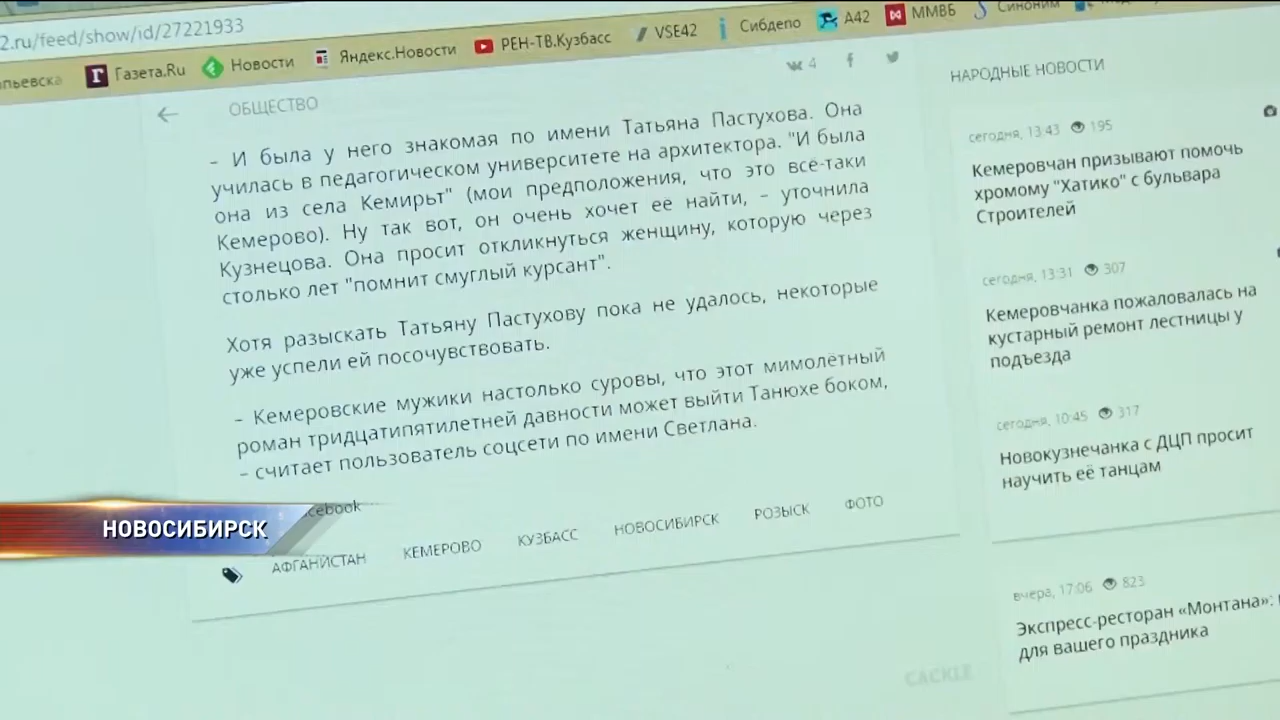 2.ru/feed/show/id/27221933
Газета.Ru
Новости
Яндекс.Новости
РЕН-ТВ.Кузбасс
VSE42
Сибдепо
А42
ММВБ
Синоним
4
ОБЩЕСТВО
– И была у него знакомая по имени Татьяна Пастухова. Она
училась в педагогическом университете на архитектора. "И была
она из села Кемирьт" (мои предположения, что это всё-таки
Кемерово). Ну так вот, он очень хочет ее найти, – уточнила
Кузнецова. Она просит откликнуться женщину, которую через
столько лет "помнит смуглый курсант".
Хотя разыскать Татьяну Пастухову пока не удалось, некоторые
уже успели ей посочувствовать.
– Кемеровские мужики настолько суровы, что этот мимолётный
роман тридцатипятилетней давности может выйти Танюхе боком,
– считает пользователь соцсети по имени Светлана.
cebook
АФГАНИСТАН
КЕМЕРОВО
КУЗБАСС
НОВОСИБИРСК
РОЗЫСК
ФОТО
CACKLE
НАРОДНЫЕ НОВОСТИ
сегодня, 13:43 195
Кемеровчан призывают помочь
хромому "Хатико" с бульвара
Строителей
сегодня, 13:31 307
Кемеровчанка пожаловалась на
кустарный ремонт лестницы у
подъезда
сегодня, 10:45 317
Новокузнечанка с ДЦП просит
научить её танцам
вчера, 17:06 823
Экспресс-ресторан «Монтана»:
для вашего праздника
НОВОСИБИРСК